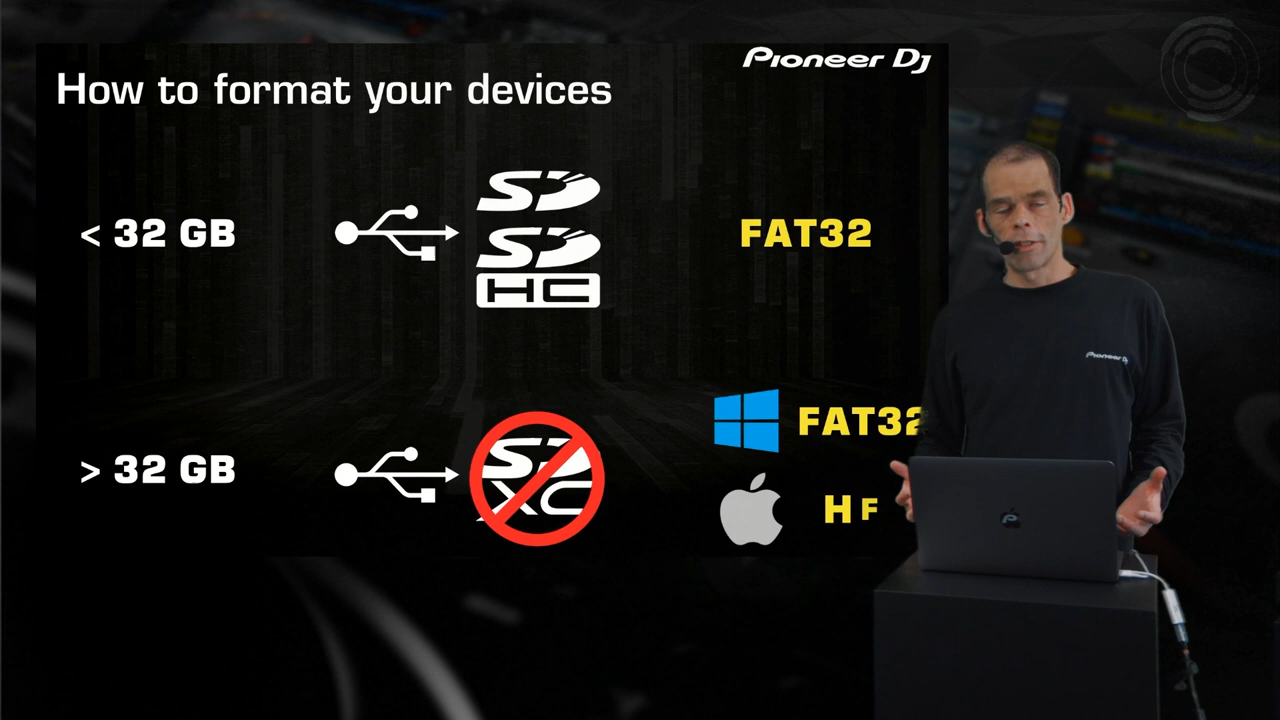 Pioneer Dj
How to format your devices
< 32 GB
SD
SD
HC
FAT32
> 32 GB
SD
XC
FAT32
H F
Pioneer Dj